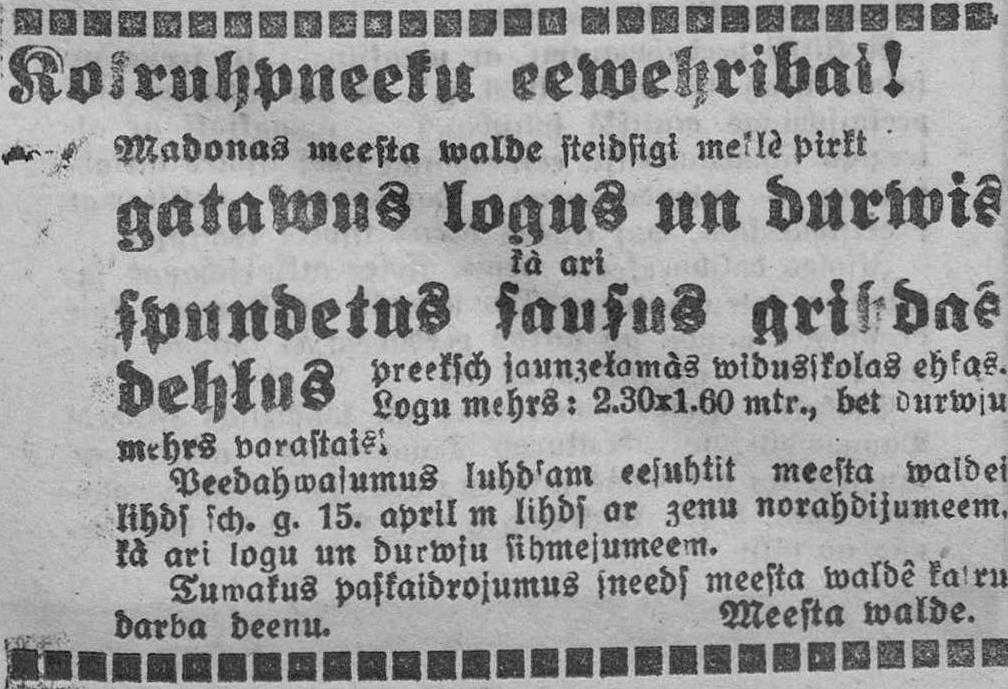 Kokruhpneeku eewehribai!
Madonas meeſta walde ſteidſigi meklè pirkt
gatawus logus un durwis
kà ari
ſpundetus ſauſus grihdas
dehłus preekſch jaunzełamàs widusſkolas ehkas.
Logu mehrs: 2.30x1.60 mtr., bet durwju
mehrs paraſtais.
Peedahwajumus luhdſam eeſuhtit meeſta waldei
lihdſ ſch. g. 15. aprilim lihdſ ar zenu norahdijumeem,
kà ari logu un durwju ſihmejumeem.
Tuwakus paſkaidrojumus ſneedſ meeſta waldê katru
darba deenu. Meeſta walde.